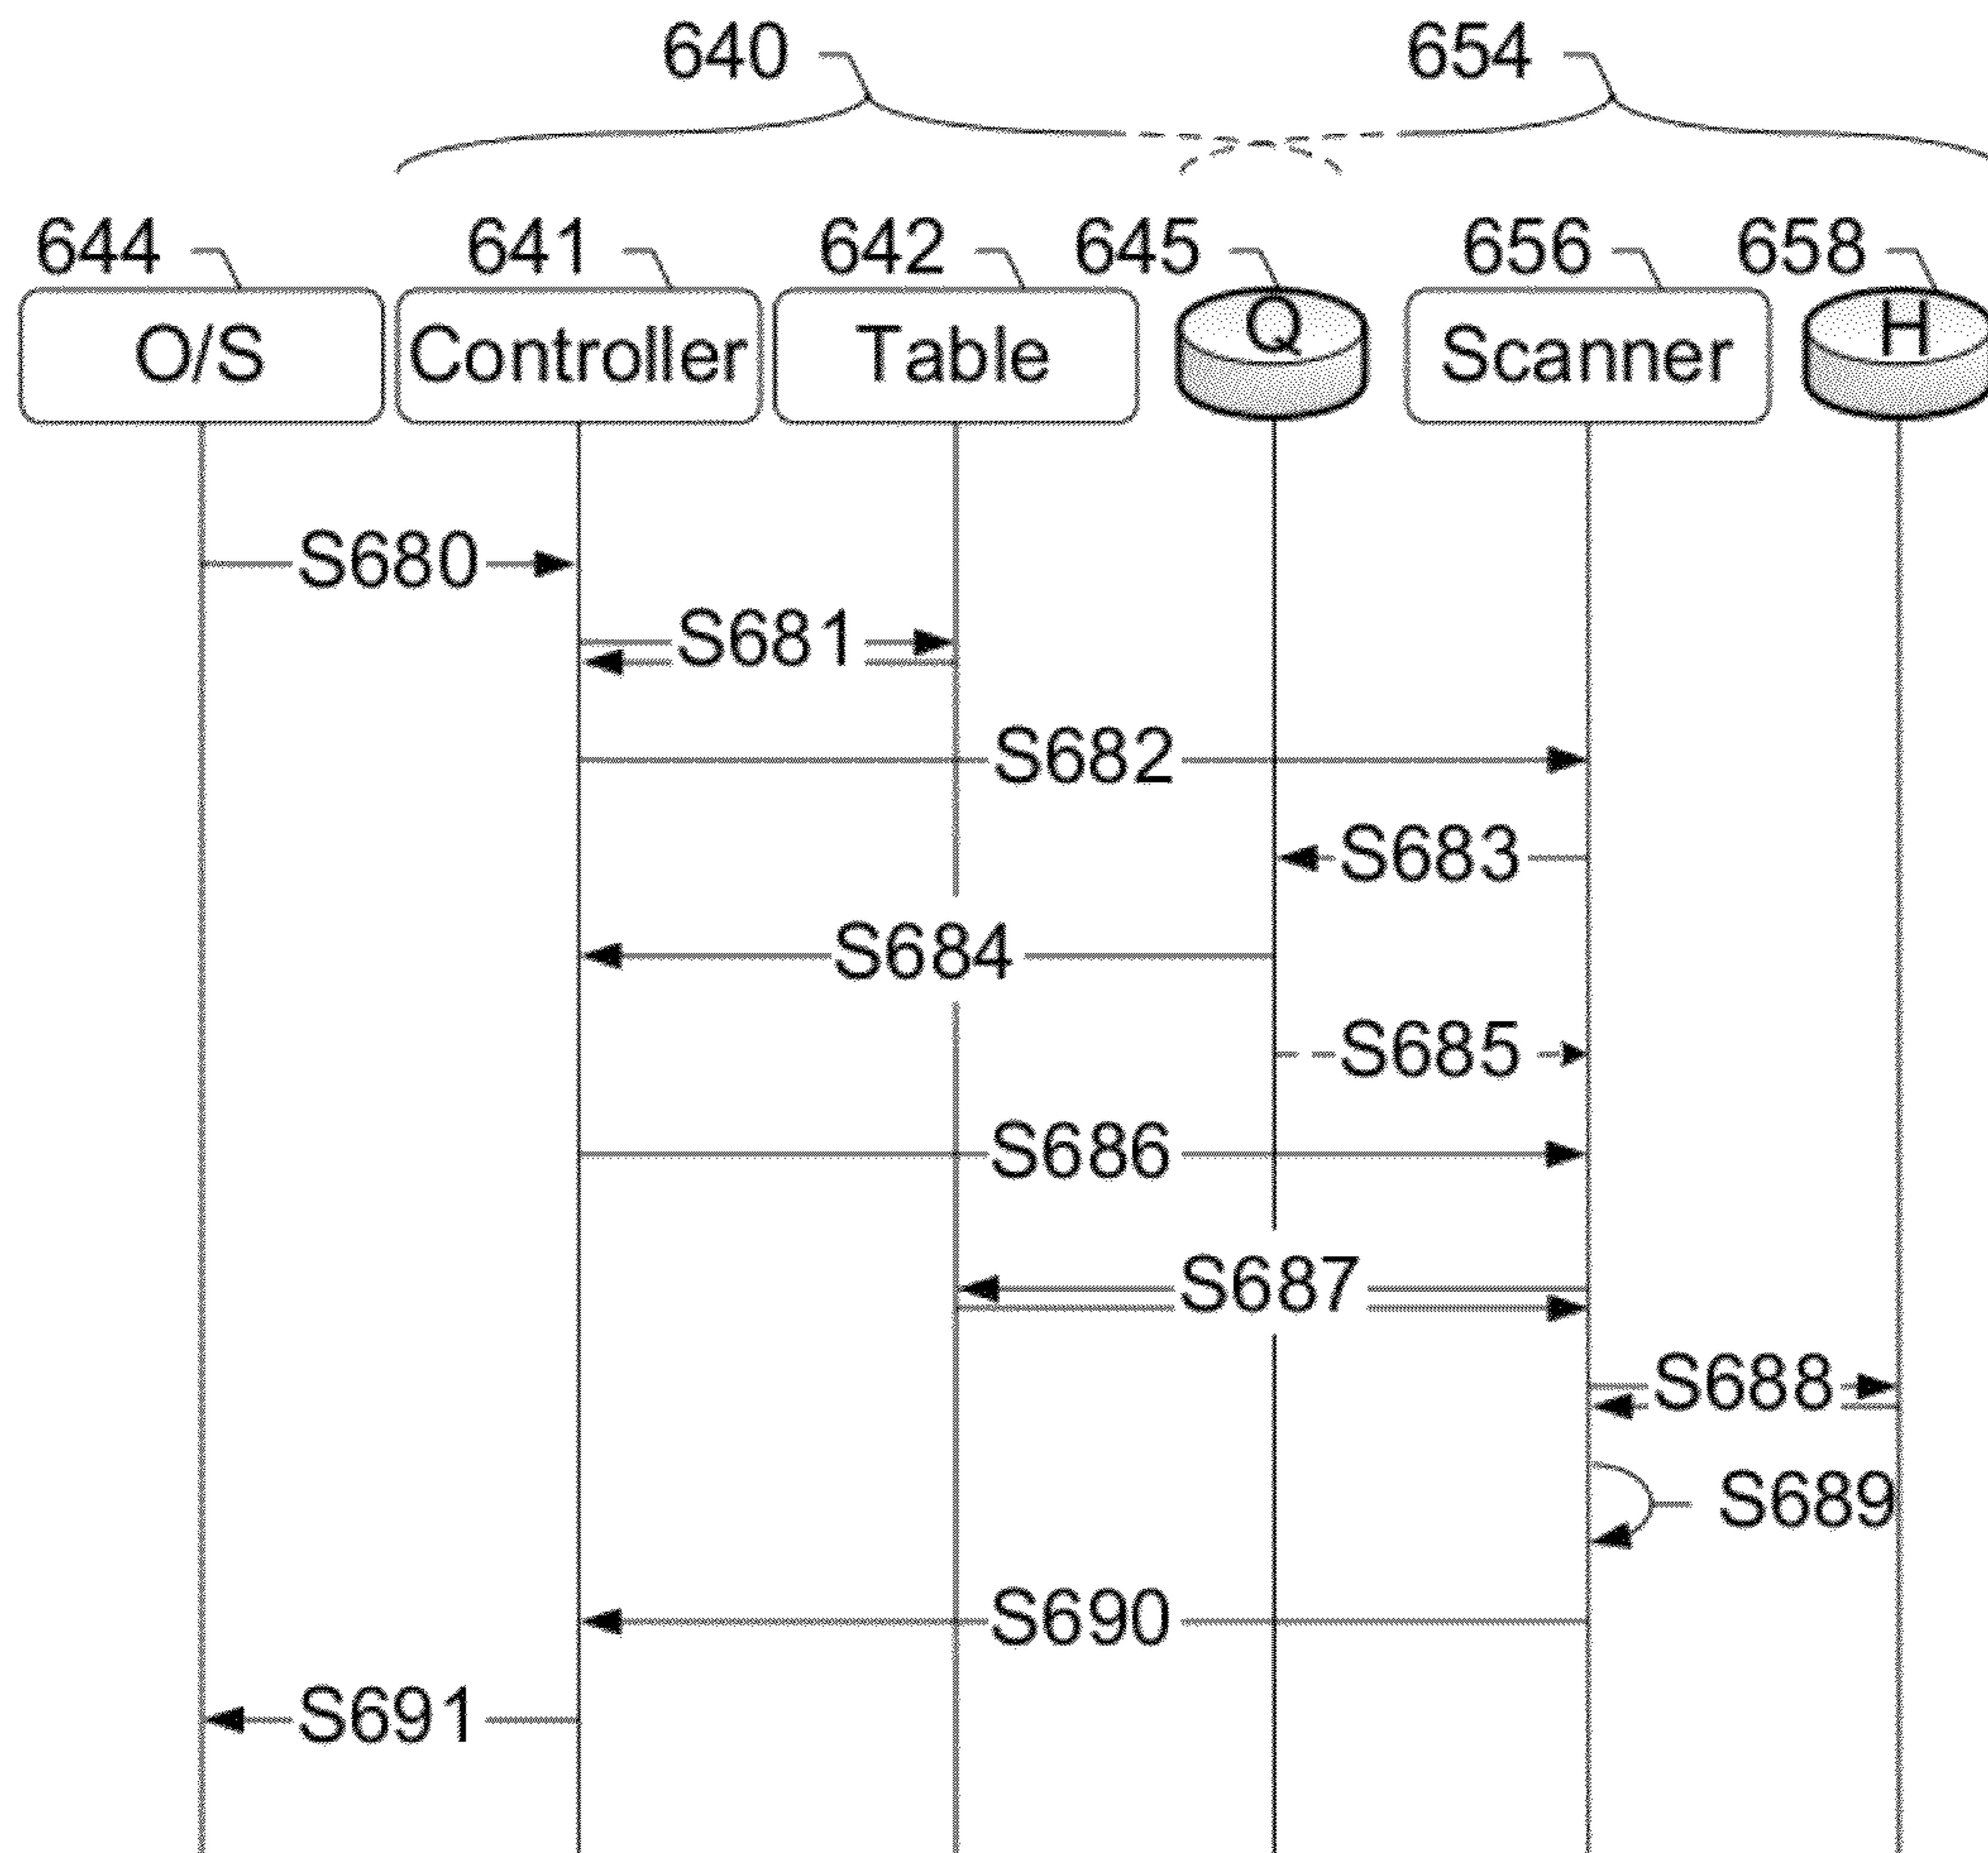 640 654
644 641 642 645 656 658
O/S Controller Table Q Scanner H
S680
S681
S682
S683
S684
S685
S686
S687
S688
S689
S690
S691